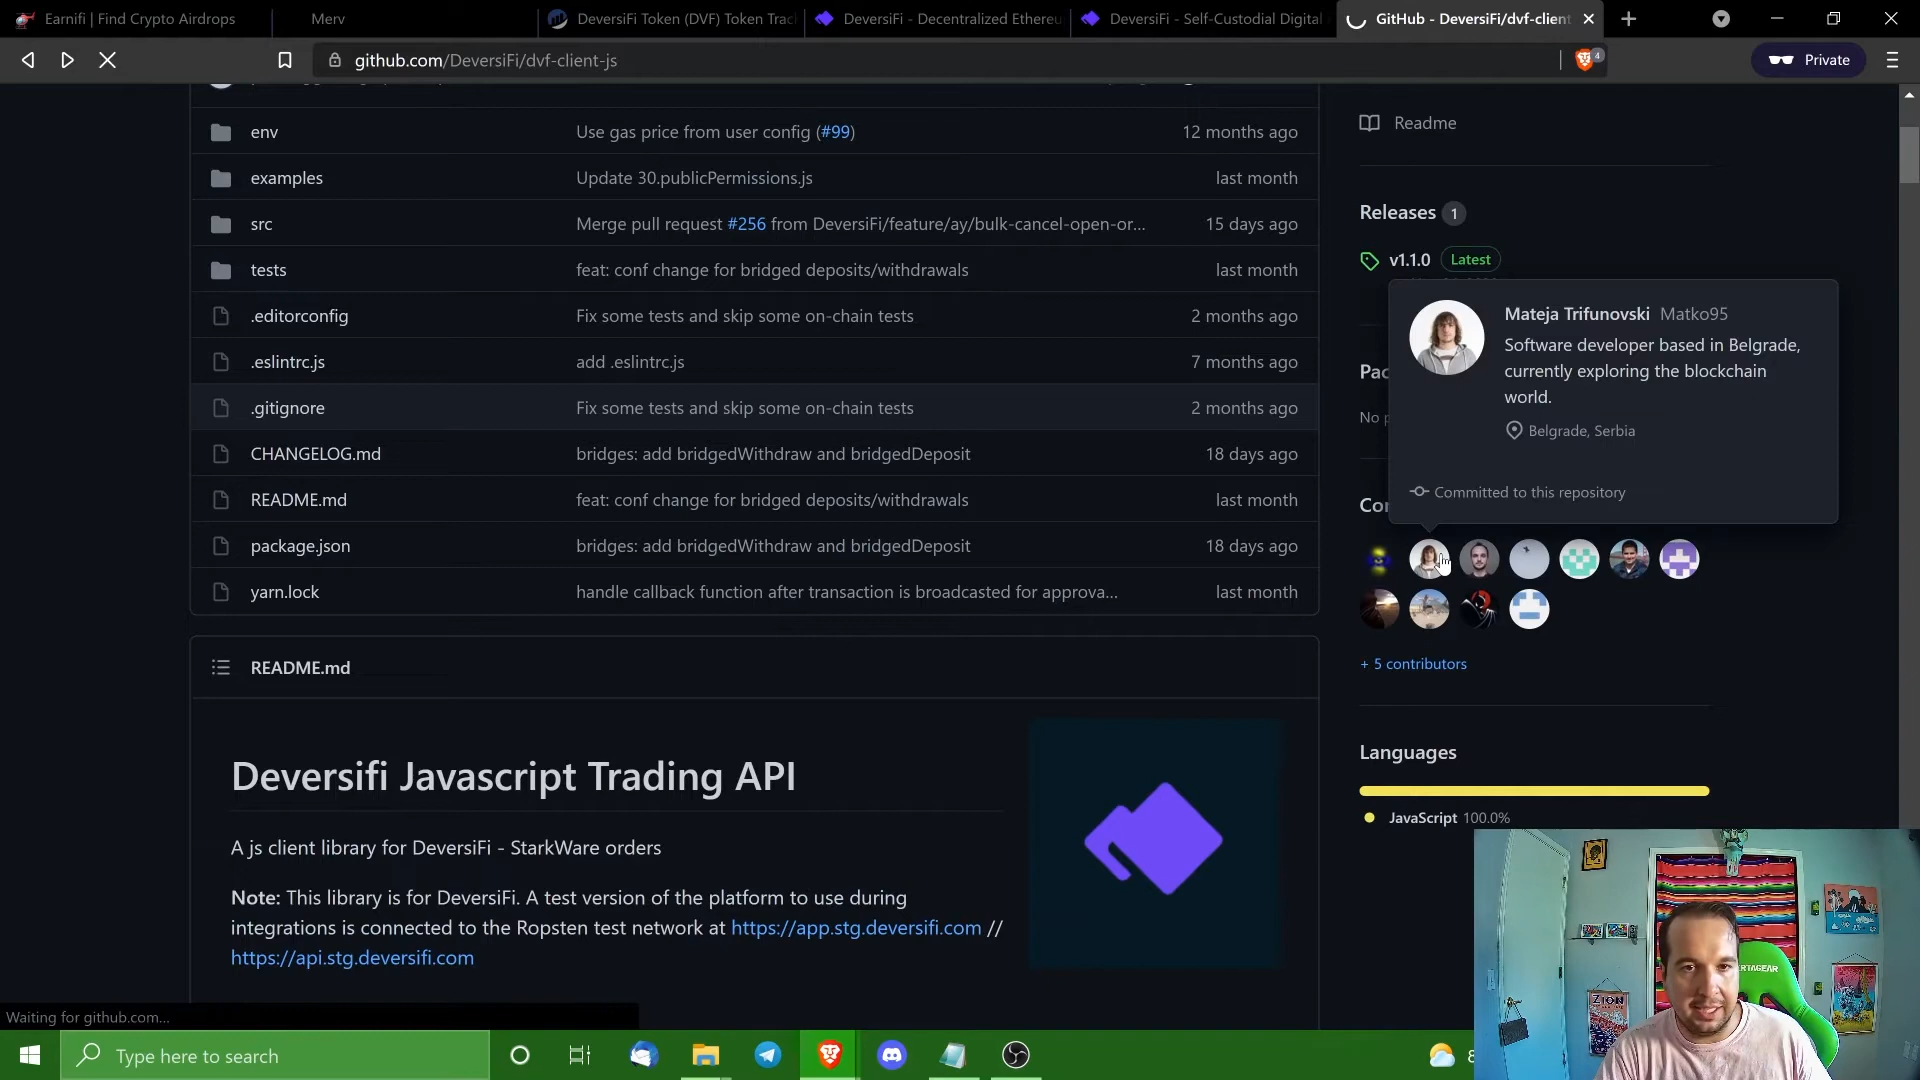 Earnifi | Find Crypto Airdrops
Merv
DeversiFi Token (DVF) Token Trac
DeversiFi - Decentralized Ethereu
DeversiFi - Self-Custodial Digital
GitHub - DeversiFi/dvf-client
github.com/DeversiFi/dvf-client-js
4
Private
env
Use gas price from user config (#99)
12 months ago
examples
Update 30.publicPermissions.js
last month
src
Merge pull request #256 from DeversiFi/feature/ay/bulk-cancel-open-or...
15 days ago
tests
feat: conf change for bridged deposits/withdrawals
last month
.editorconfig
Fix some tests and skip some on-chain tests
2 months ago
.eslintrc.js
add .eslintrc.js
7 months ago
.gitignore
Fix some tests and skip some on-chain tests
2 months ago
CHANGELOG.md
bridges: add bridgedWithdraw and bridgedDeposit
18 days ago
README.md
feat: conf change for bridged deposits/withdrawals
last month
package.json
bridges: add bridgedWithdraw and bridgedDeposit
18 days ago
yarn.lock
handle callback function after transaction is broadcasted for approva...
last month
README.md
Deversifi Javascript Trading API
A js client library for DeversiFi - StarkWare orders
Note: This library is for DeversiFi. A test version of the platform to use during
integrations is connected to the Ropsten test network at https://app.stg.deversifi.com //
https://api.stg.deversifi.com
Readme
Releases 1
v1.1.0 Latest
Pac
No p
Mateja Trifunovski Matko95
Software developer based in Belgrade,
currently exploring the blockchain
world.
Belgrade, Serbia
Committed to this repository
Co
+ 5 contributors
Languages
JavaScript 100.0%
ERTAGEAR
ZION
Waiting for github.com...
Type here to search
8